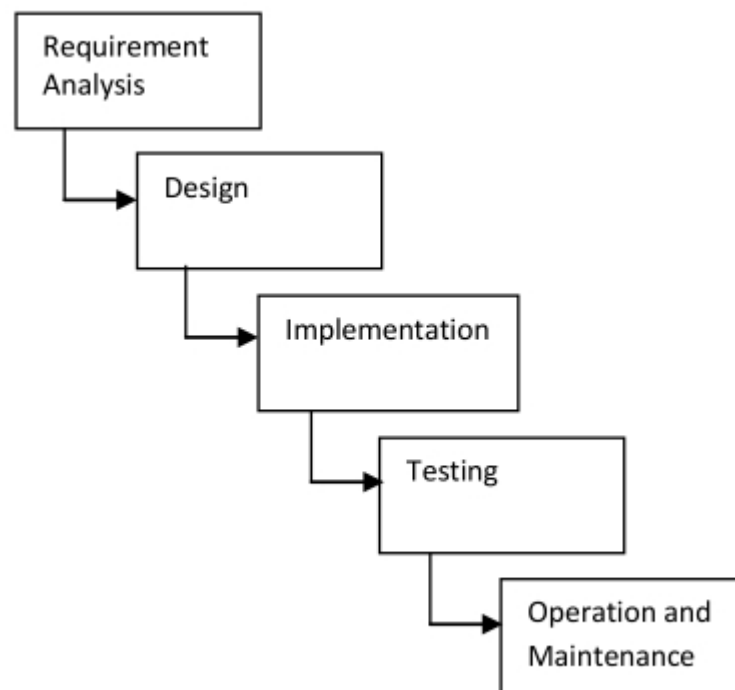 Requirement
Analysis
Design
Implementation
Testing
Operation and
Maintenance